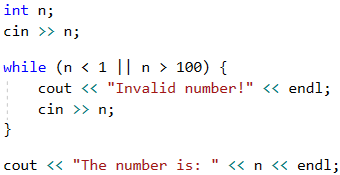 int n;
cin >> n;
while (n < 1 || n > 100) {
    cout << "Invalid number!" << endl;
    cin >> n;
}
cout << "The number is: " << n << endl;